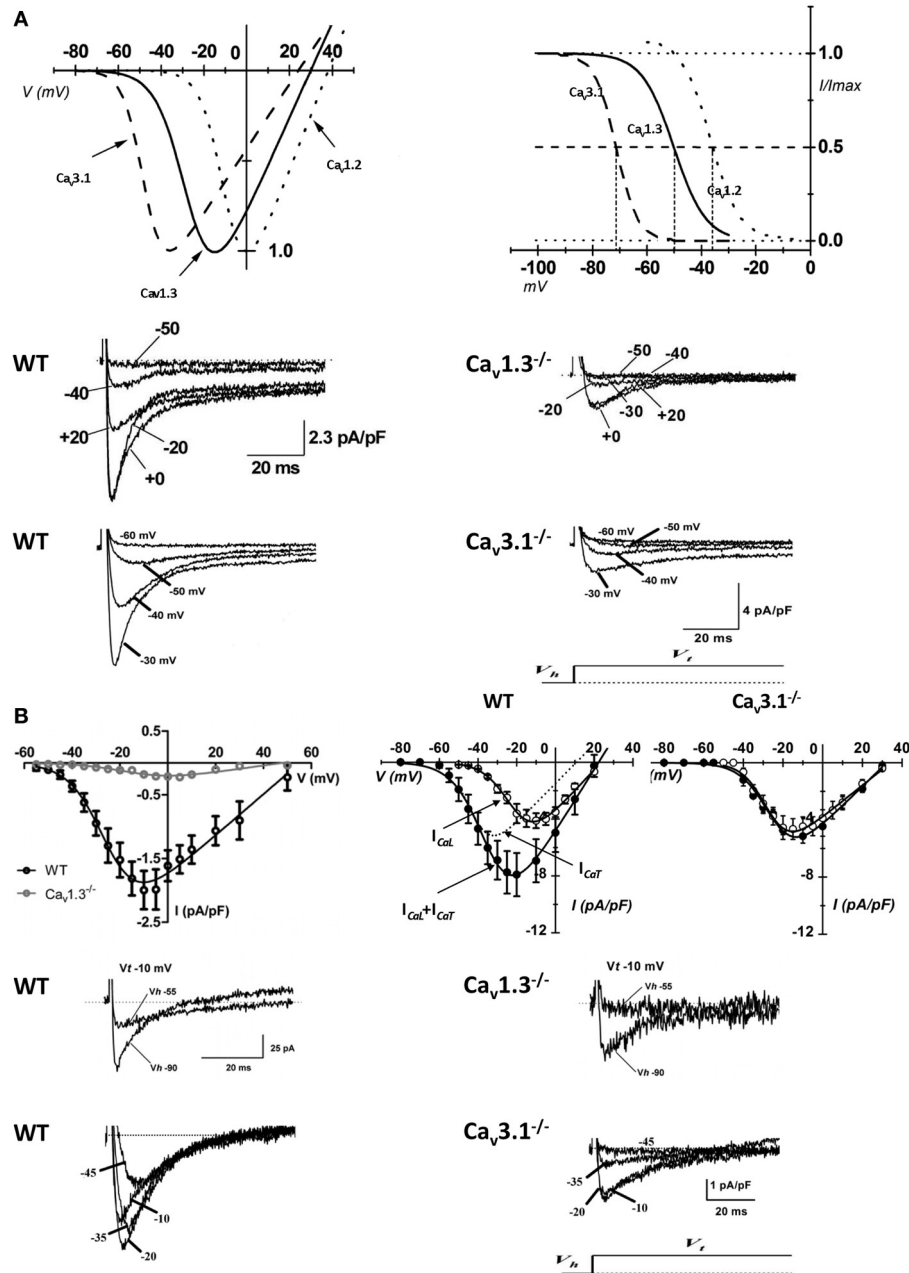 A
-80 -60 -40 -20 0 20 40
V (mV)
Cav3.1
Cav1.2
1.0
Cav1.3
1.0
I/Imax
Cav3.1
Cav1.3
0.5
Cav1.2
0.0
-100 -80 -60 -40 -20 0
mV
WT
-50
-40
+20
-20
+0
2.3 pA/pF
20 ms
Cav1.3-/-
-50
-40
-20
-30
+20
+0
WT
-60 mV
-50 mV
-40 mV
-30 mV
Cav3.1-/-
-60 mV
-50 mV
-40 mV
-30 mV
4 pA/pF
20 ms
Vh
Vt
B
0.5
-60 -40 -20 0 20 40 60
V (mV)
-0.5
-1.5
-2.5
I (pA/pF)
WT
Cav1.3-/-
WT
-80 -60 -40 -20 0 20 40
V (mV)
ICaL
ICaT
ICaL+ICaT
-4
-8
-12
I (pA/pF)
Cav3.1-/-
-80 -60 -40 -20 0 20 40
(mV)
-4
-8
-12
I (pA/pF)
WT
Vt -10 mV
Vh -55
Vh -90
25 pA
20 ms
Cav1.3-/-
Vt -10 mV
Vh -55
Vh -90
WT
-45
-10
-35
-20
Cav3.1-/-
-45
-35
-20
-10
1 pA/pF
20 ms
Vh
Vt